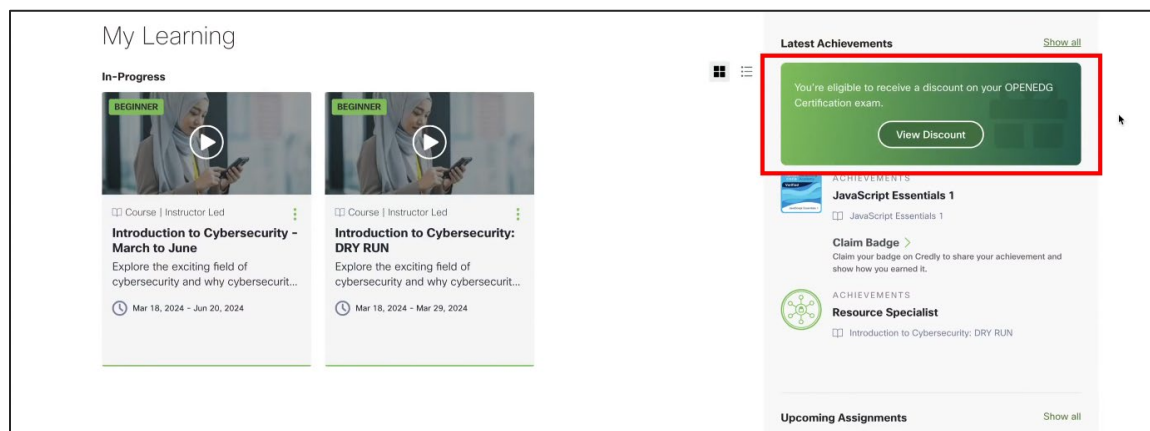 My Learning
In-Progress
BEGINNER
Course | Instructor Led
Introduction to Cybersecurity -
March to June
Explore the exciting field of
cybersecurity and why cybersecurit...
Mar 18, 2024 - Jun 20, 2024
BEGINNER
Course | Instructor Led
Introduction to Cybersecurity:
DRY RUN
Explore the exciting field of
cybersecurity and why cybersecurit...
Mar 18, 2024 - Mar 29, 2024
Latest Achievements
Show all
You're eligible to receive a discount on your OPENEDG
Certification exam.
View Discount
ACHIEVEMENTS
JavaScript Essentials 1
JavaScript Essentials 1
Claim Badge >
Claim your badge on Credly to share your achievement and
show how you earned it.
ACHIEVEMENTS
Resource Specialist
Introduction to Cybersecurity: DRY RUN
Upcoming Assignments
Show all